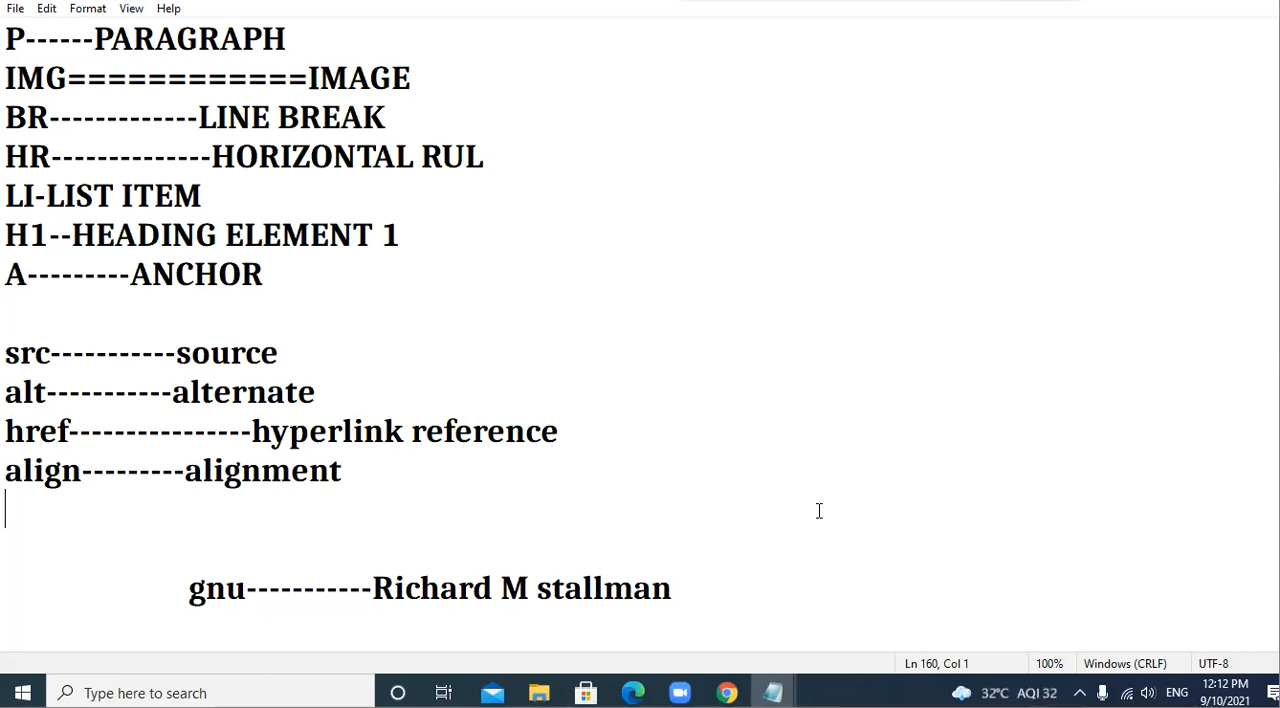 File Edit Format View Help
P------PARAGRAPH
IMG============IMAGE
BR-------------LINE BREAK
HR--------------HORIZONTAL RUL
LI-LIST ITEM
H1--HEADING ELEMENT 1
A---------ANCHOR
src-----------source
alt-----------alternate
href----------------hyperlink reference
align---------alignment
gnu-----------Richard M stallman
Ln 160, Col 1 100% Windows (CRLF) UTF-8
Type here to search 32°C AQI 32 ENG 12:12 PM
9/10/2021